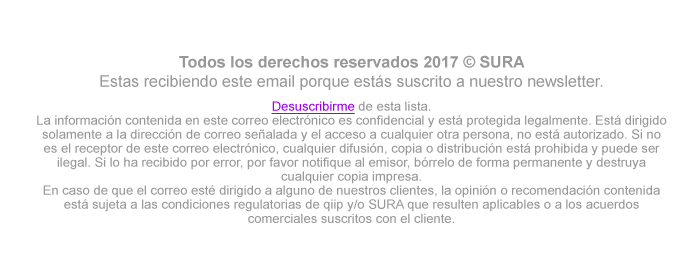 Todos los derechos reservados 2017 © SURA
Estas recibiendo este email porque estás suscrito a nuestro newsletter.
Desuscribirme de esta lista.
La información contenida en este correo electrónico es confidencial y está protegida legalmente. Está dirigido
solamente a la dirección de correo señalada y el acceso a cualquier otra persona, no está autorizado. Si no
es el receptor de este correo electrónico, cualquier difusión, copia o distribución está prohibida y puede ser
ilegal. Si lo ha recibido por error, por favor notifique al emisor, bórrelo de forma permanente y destruya
cualquier copia impresa.
En caso de que el correo esté dirigido a alguno de nuestros clientes, la opinión o recomendación contenida
está sujeta a las condiciones regulatorias de qiip y/o SURA que resulten aplicables o a los acuerdos
comerciales suscritos con el cliente.